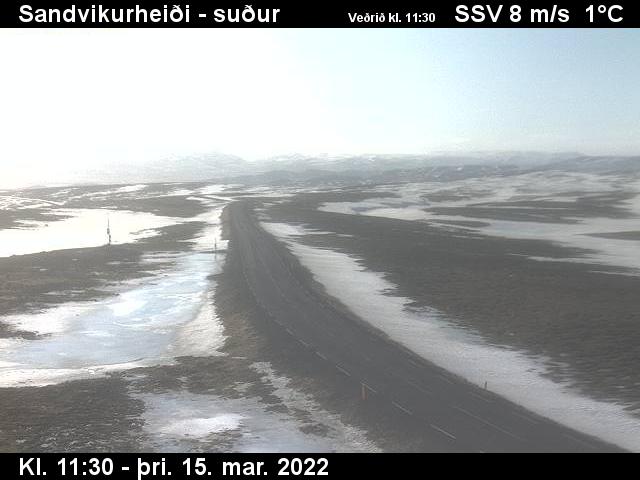 Sandvikurheiði - suður Veðrið kl. 11:30 SSV 8 m/s 1°C
Kl. 11:30 - þri. 15. mar. 2022